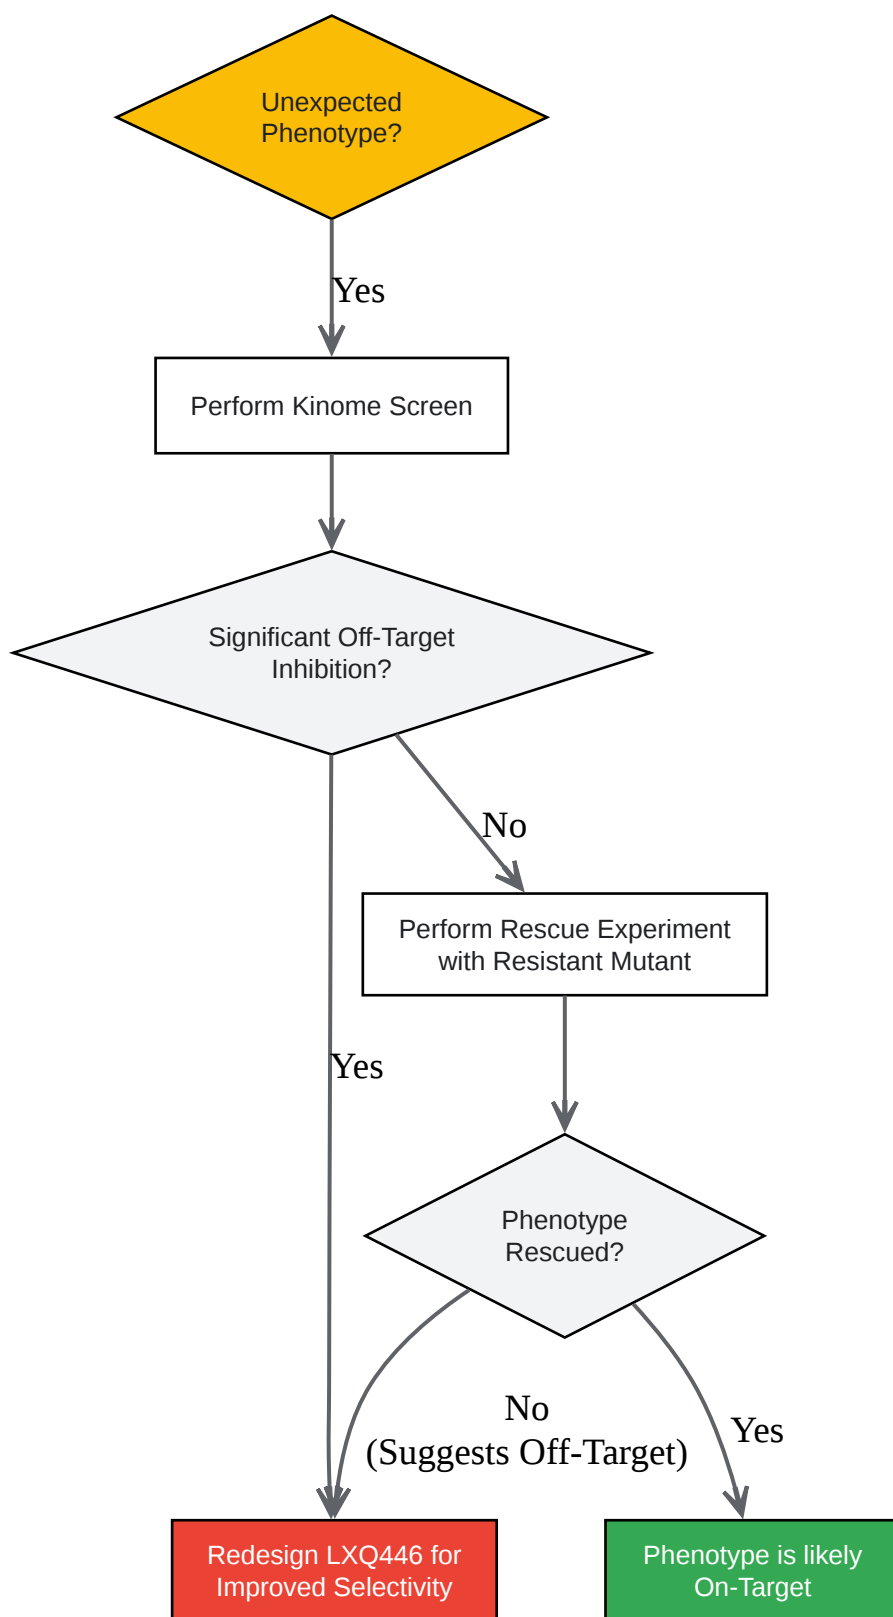 Unexpected
Phenotype?
Yes
Perform Kinome Screen
Significant Off-Target
Inhibition?
No
Perform Rescue Experiment
with Resistant Mutant
Yes
Phenotype
Rescued?
No
(Suggests Off-Target)
Yes
Redesign LXQ446 for
Improved Selectivity
Phenotype is likely
On-Target